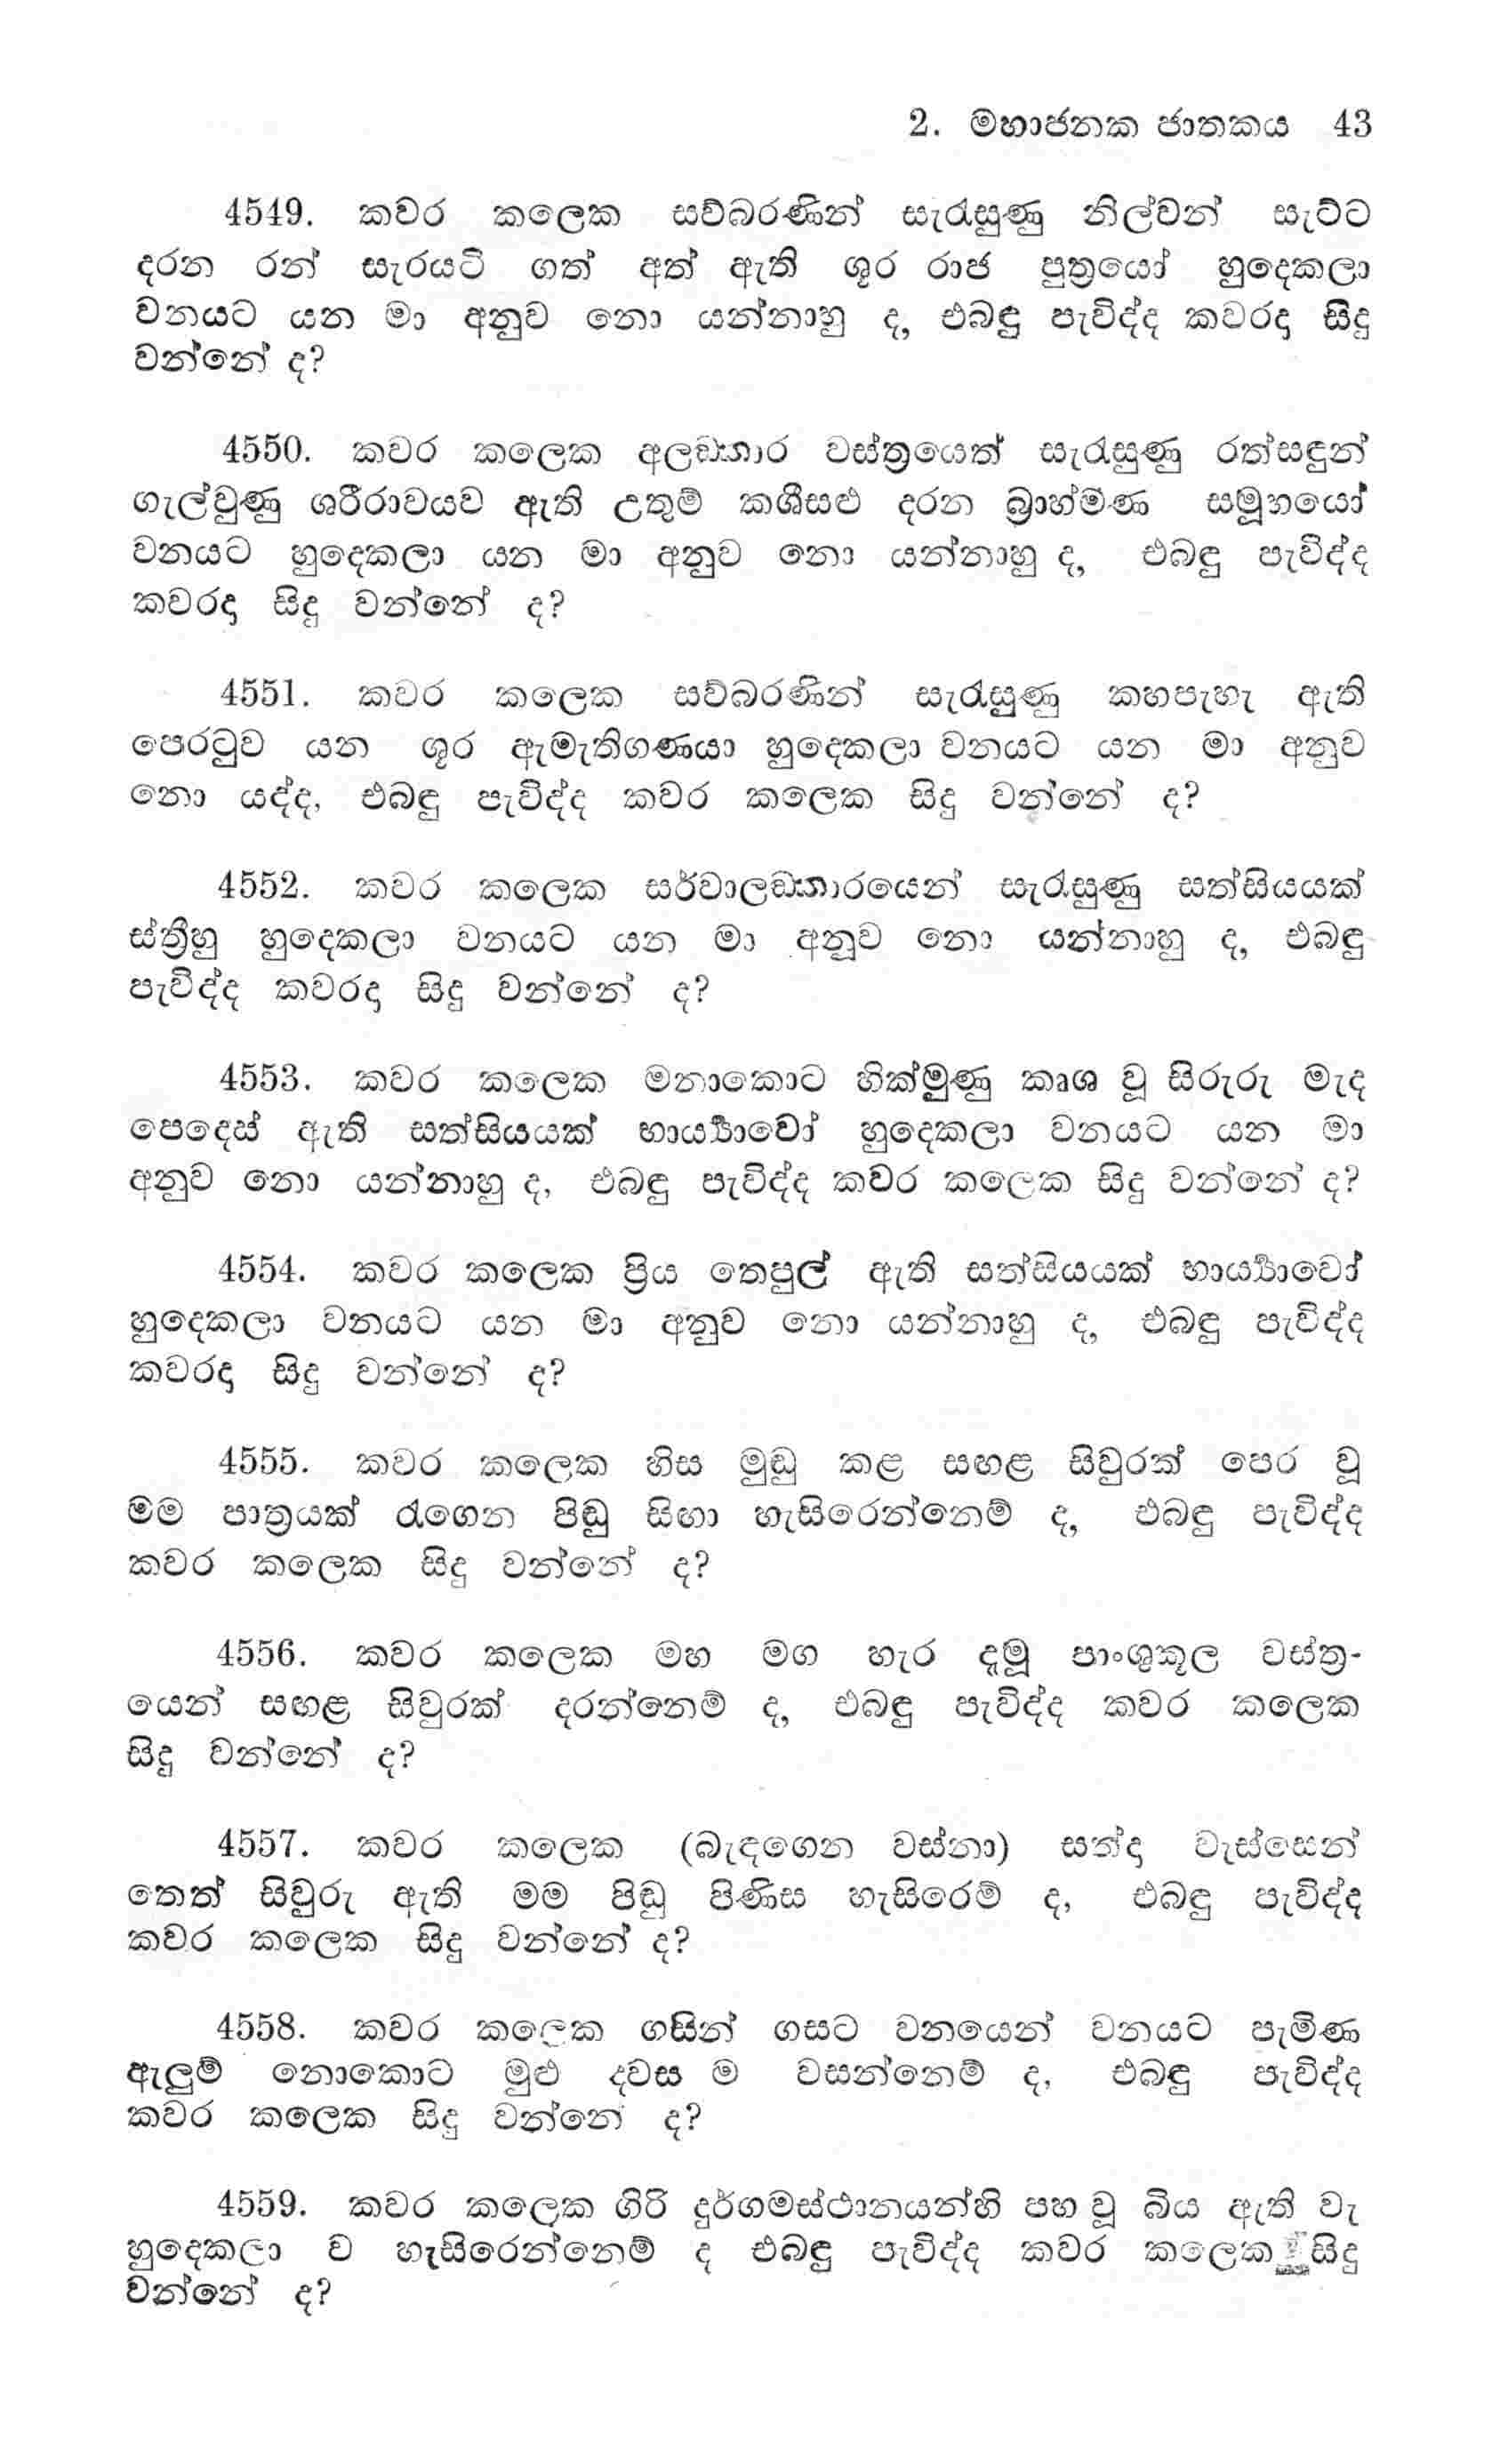 2. මහාජනක ජාතකය 43
4549. කවර කලෙක සව්බරණින් සැරැසුණු නිල්වන් සැට්ට
දරන රන් සැරයටි ගත් අත් ඇති ශූර රාජ පුත්‍රයෝ හුදෙකලා
වනයට යන මා අනුව නො යන්නාහු ද, එබඳු පැවිද්ද කවරදා සිදු
වන්නේ ද?
4550. කවර කලෙක අලඞ්කාර වස්ත්‍රයෙන් සැරැසුණු රත්සඳුන්
ගැල්වුණු ශරීරාවයව ඇති උතුම් කශීසළු දරන බ්‍රාහ්මණ සමූහයෝ
වනයට හුදෙකලා යන මා අනුව නො යන්නාහු ද, එබඳු පැවිද්ද
කවරදා සිදු වන්නේ ද?
4551. කවර කලෙක සව්බරණින් සැරැසුණු කහපැහැ ඇති
පෙරටුව යන ශූර ඇමැතිගණයා හුදෙකලා වනයට යන මා අනුව
නො යද්ද, එබඳු පැවිද්ද කවර කලෙක සිදු වන්නේ ද?
4552. කවර කලෙක සර්වාලඞ්කාරයෙන් සැරැසුණු සත්සියයක්
ස්ත්‍රීහු හුදෙකලා වනයට යන මා අනුව නො යන්නාහු ද, එබඳු
පැවිද්ද කවරදා සිදු වන්නේ ද?
4553. කවර කලෙක මනාකොට හික්මුණු කෘශ වූ සිරුරු මැද
පෙදෙස් ඇති සත්සියයක් භාර්‍ය්‍යාවෝ හුදෙකලා වනයට යන මා
අනුව නො යන්නාහු ද, එබඳු පැවිද්ද කවර කලෙක සිදු වන්නේ ද?
4554. කවර කලෙක ප්‍රිය තෙපුල් ඇති සත්සියයක් භාර්‍ය්‍යාවෝ
හුදෙකලා වනයට යන මා අනුව නො යන්නාහු ද, එබඳු පැවිද්ද
කවරදා සිදු වන්නේ ද?
4555. කවර කලෙක හිස මුඩු කළ සඟළ සිවුරක් පෙර වූ
මම පාත්‍රයක් රැගෙන පිඬු සිඟා හැසිරෙන්නෙම් ද, එබඳු පැවිද්ද
කවර කලෙක සිදු වන්නේ ද?
4556. කවර කලෙක මහ මග හැර දැමූ පාංශුකූල වස්ත්‍ර-
යෙන් සඟළ සිවුරක් දරන්නෙම් ද, එබඳු පැවිද්ද කවර කලෙක
සිදු වන්නේ ද?
4557. කවර කලෙක (බැඳගෙන වස්නා) සත්දා වැස්සෙන්
තෙත් සිවුරු ඇති මම පිඬු පිණිස හැසිරෙම් ද, එබඳු පැවිද්ද
කවර කලෙක සිදු වන්නේ ද?
4558. කවර කලෙක ගසින් ගසට වනයෙන් වනයට පැමිණ
ඇලුම් නොකොට මුළු දවස ම වසන්නෙම් ද, එබඳු පැවිද්ද
කවර කලෙක සිදු වන්නේ ද?
4559. කවර කලෙක ගිරි දුර්ගමස්ථානයන්හි පහ වූ බිය ඇති වැ
හුදෙකලා ව හැසිරෙන්නෙම් ද එබඳු පැවිද්ද කවර කලෙක සිදු
වන්නේ ද?